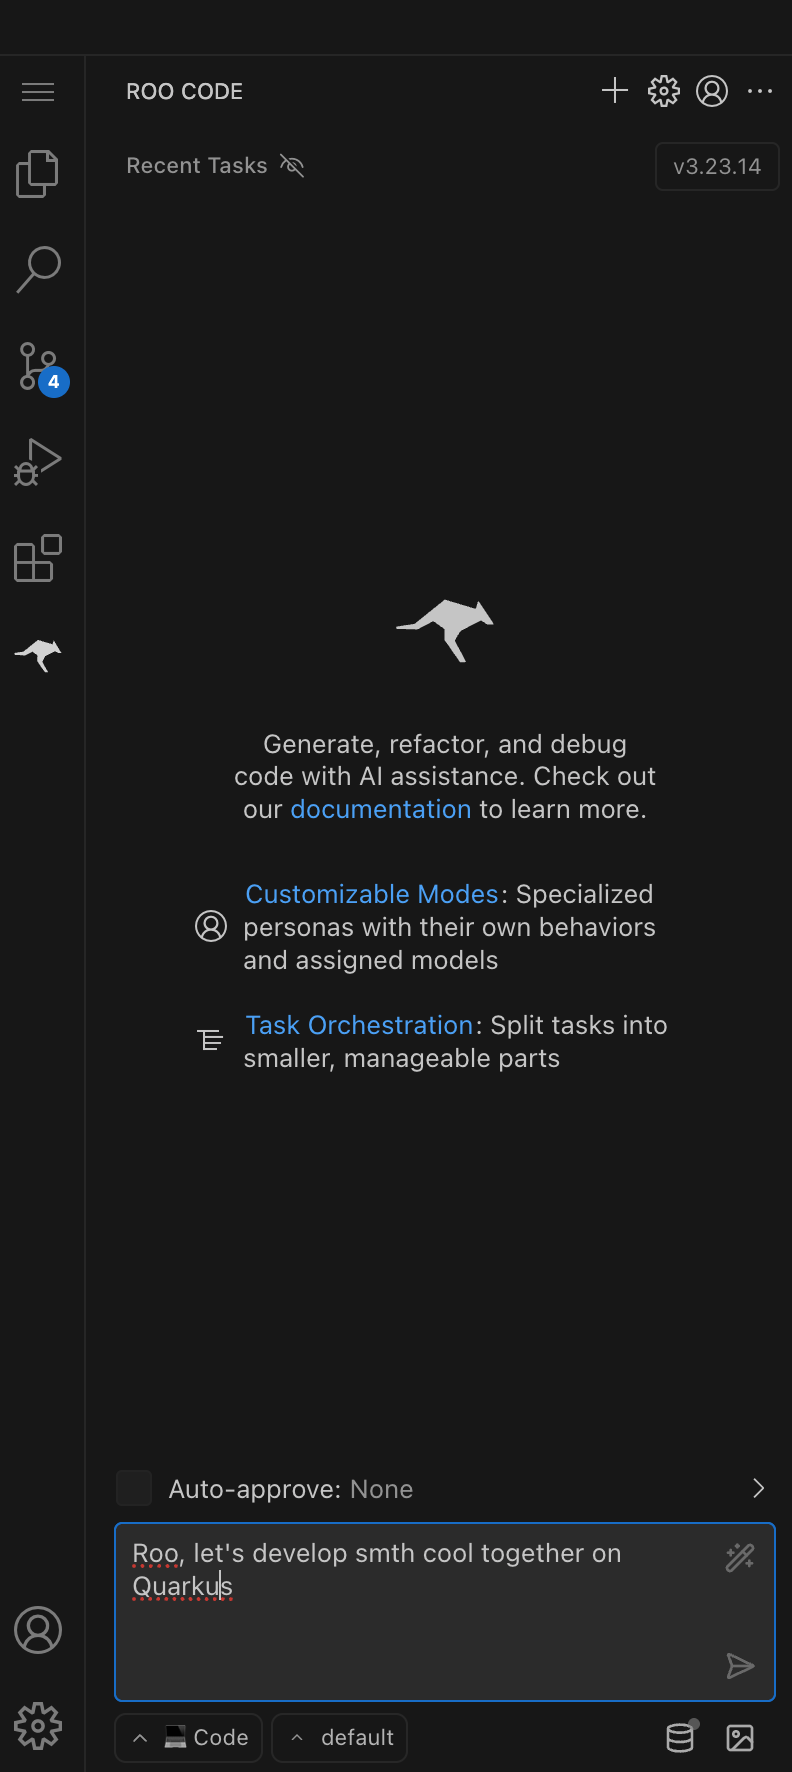 ROO CODE
Recent Tasks
v3.23.14
4
Generate, refactor, and debug
code with AI assistance. Check out
our documentation to learn more.
Customizable Modes: Specialized
personas with their own behaviors
and assigned models
Task Orchestration: Split tasks into
smaller, manageable parts
Auto-approve: None
Roo, let's develop smth cool together on
Quarkus
Code
default